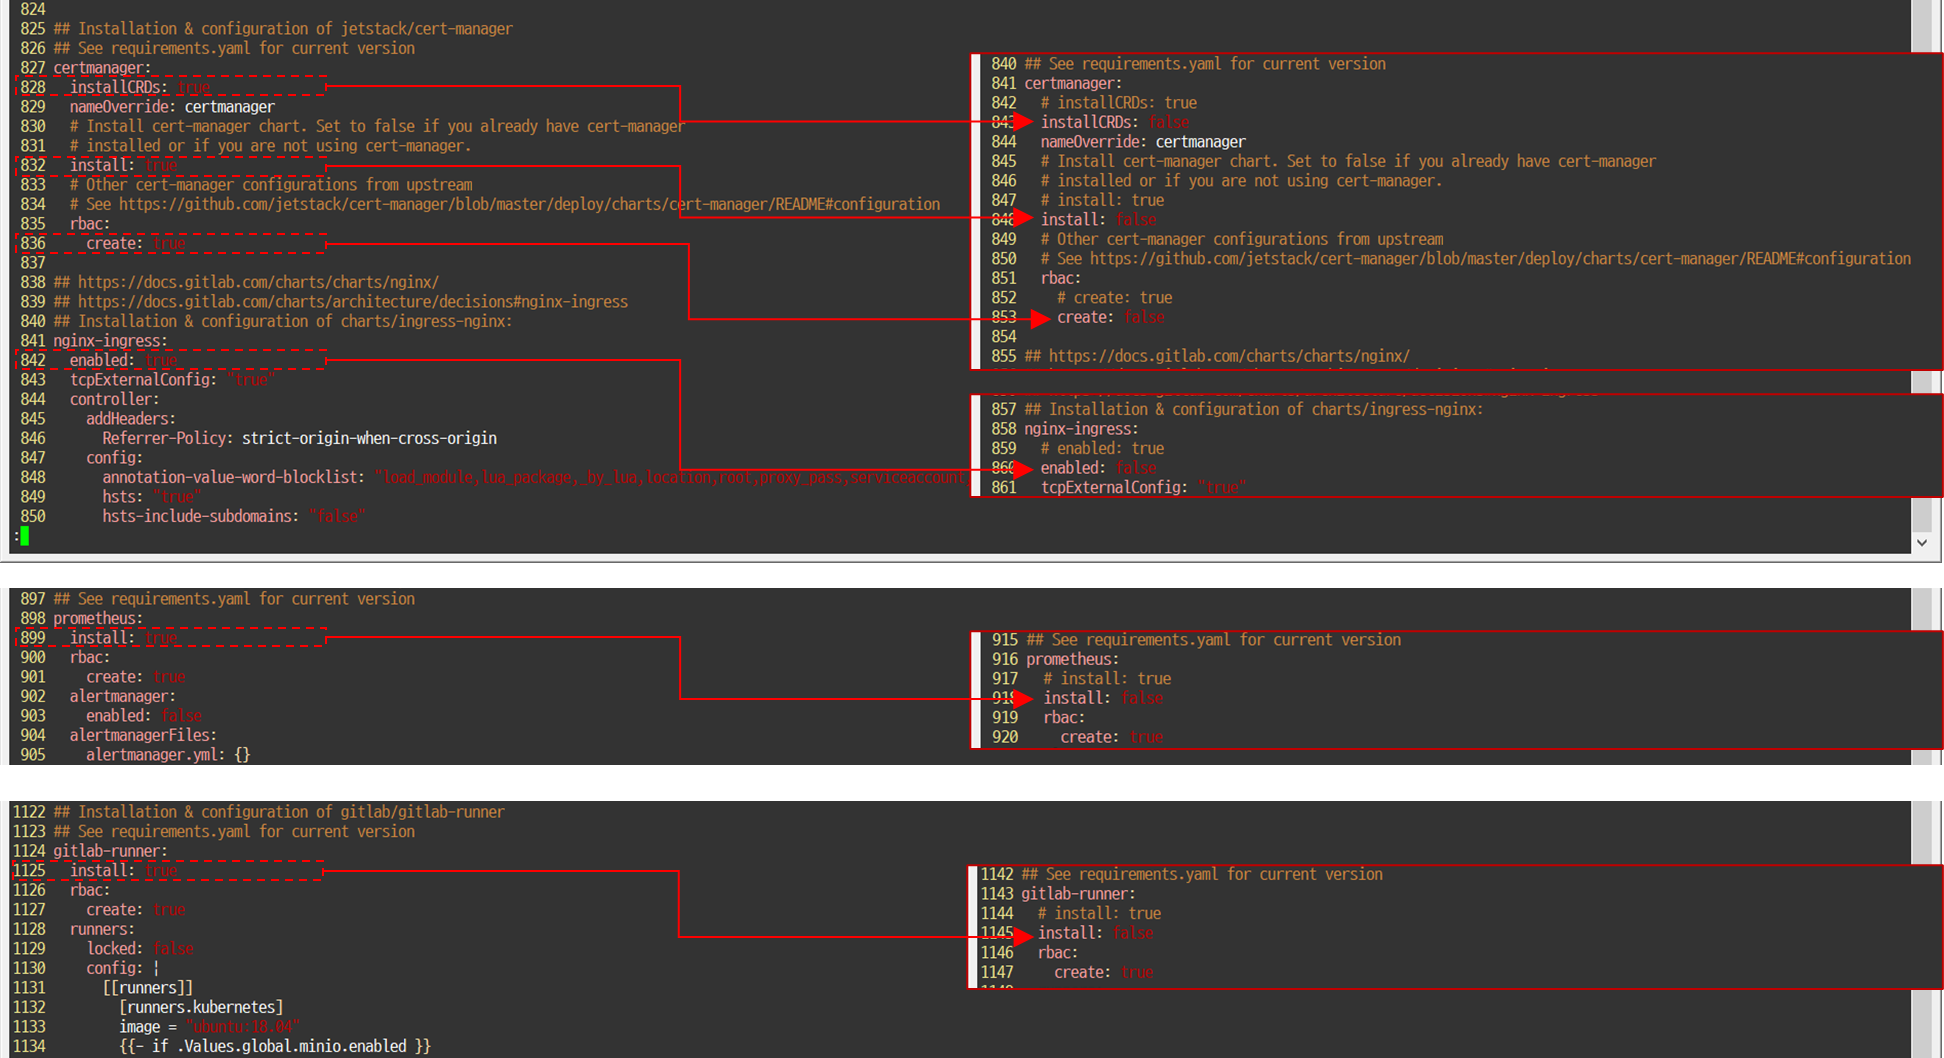 824
825 ## Installation & configuration of jetstack/cert-manager
826 ## See requirements.yaml for current version
827 certmanager:
828   installCRDs: true
829   nameOverride: certmanager
830   # Install cert-manager chart. Set to false if you already have cert-manager
831   # installed or if you are not using cert-manager.
832   install: true
833   # Other cert-manager configurations from upstream
834   # See https://github.com/jetstack/cert-manager/blob/master/deploy/charts/cert-manager/README#configuration
835   rbac:
836     create: true
837
838 ## https://docs.gitlab.com/charts/charts/nginx/
839 ## https://docs.gitlab.com/charts/architecture/decisions#nginx-ingress
840 ## Installation & configuration of charts/ingress-nginx:
841 nginx-ingress:
842   enabled: true
843   tcpExternalConfig: "true"
844   controller:
845     addHeaders:
846       Referrer-Policy: strict-origin-when-cross-origin
847     config:
848       annotation-value-word-blocklist: "load_module,lua_package,_by_lua,location,root,proxy_pass,serviceaccount,
849       hsts: "true"
850       hsts-include-subdomains: "false"
:
840 ## See requirements.yaml for current version
841 certmanager:
842   # installCRDs: true
843   installCRDs: false
844   nameOverride: certmanager
845   # Install cert-manager chart. Set to false if you already have cert-manager
846   # installed or if you are not using cert-manager.
847   # install: true
848   install: false
849   # Other cert-manager configurations from upstream
850   # See https://github.com/jetstack/cert-manager/blob/master/deploy/charts/cert-manager/README#configuration
851   rbac:
852     # create: true
853     create: false
854
855 ## https://docs.gitlab.com/charts/charts/nginx/
857 ## Installation & configuration of charts/ingress-nginx:
858 nginx-ingress:
859   # enabled: true
860   enabled: false
861   tcpExternalConfig: "true"
897 ## See requirements.yaml for current version
898 prometheus:
899   install: true
900   rbac:
901     create: true
902   alertmanager:
903     enabled: false
904   alertmanagerFiles:
905     alertmanager.yml: {}
915 ## See requirements.yaml for current version
916 prometheus:
917   # install: true
918   install: false
919   rbac:
920     create: true
1122 ## Installation & configuration of gitlab/gitlab-runner
1123 ## See requirements.yaml for current version
1124 gitlab-runner:
1125   install: true
1126   rbac:
1127     create: true
1128   runners:
1129     locked: false
1130     config: |
1131       [[runners]]
1132         [runners.kubernetes]
1133         image = "ubuntu:18.04"
1134         {{- if .Values.global.minio.enabled }}
1142 ## See requirements.yaml for current version
1143 gitlab-runner:
1144   # install: true
1145   install: false
1146   rbac:
1147     create: true